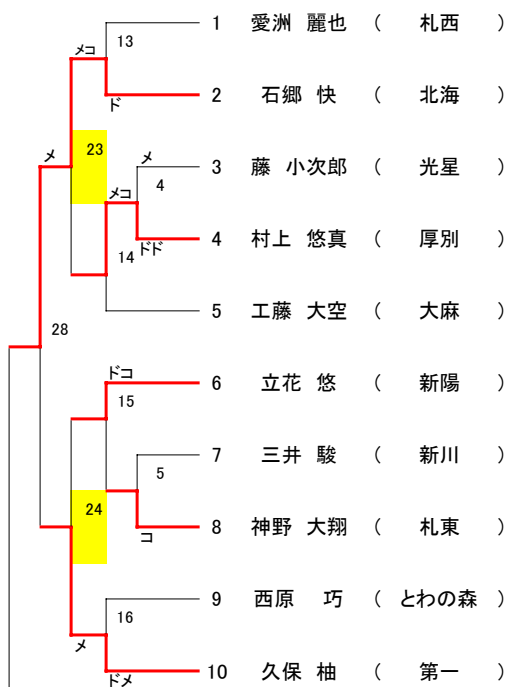 1 愛洲 麗也 （ 札西 ）
13
メコ
ド
2 石郷 快 （ 北海 ）
23
メ
メ
3 藤 小次郎 （ 光星 ）
メコ
4
4 村上 悠真 （ 厚別 ）
ドド
14
5 工藤 大空 （ 大麻 ）
28
ドコ
6 立花 悠 （ 新陽 ）
15
7 三井 駿 （ 新川 ）
5
24
8 神野 大翔 （ 札東 ）
コ
9 西原 巧 （ とわの森 ）
16
メ
10 久保 柚 （ 第一 ）
ドメ